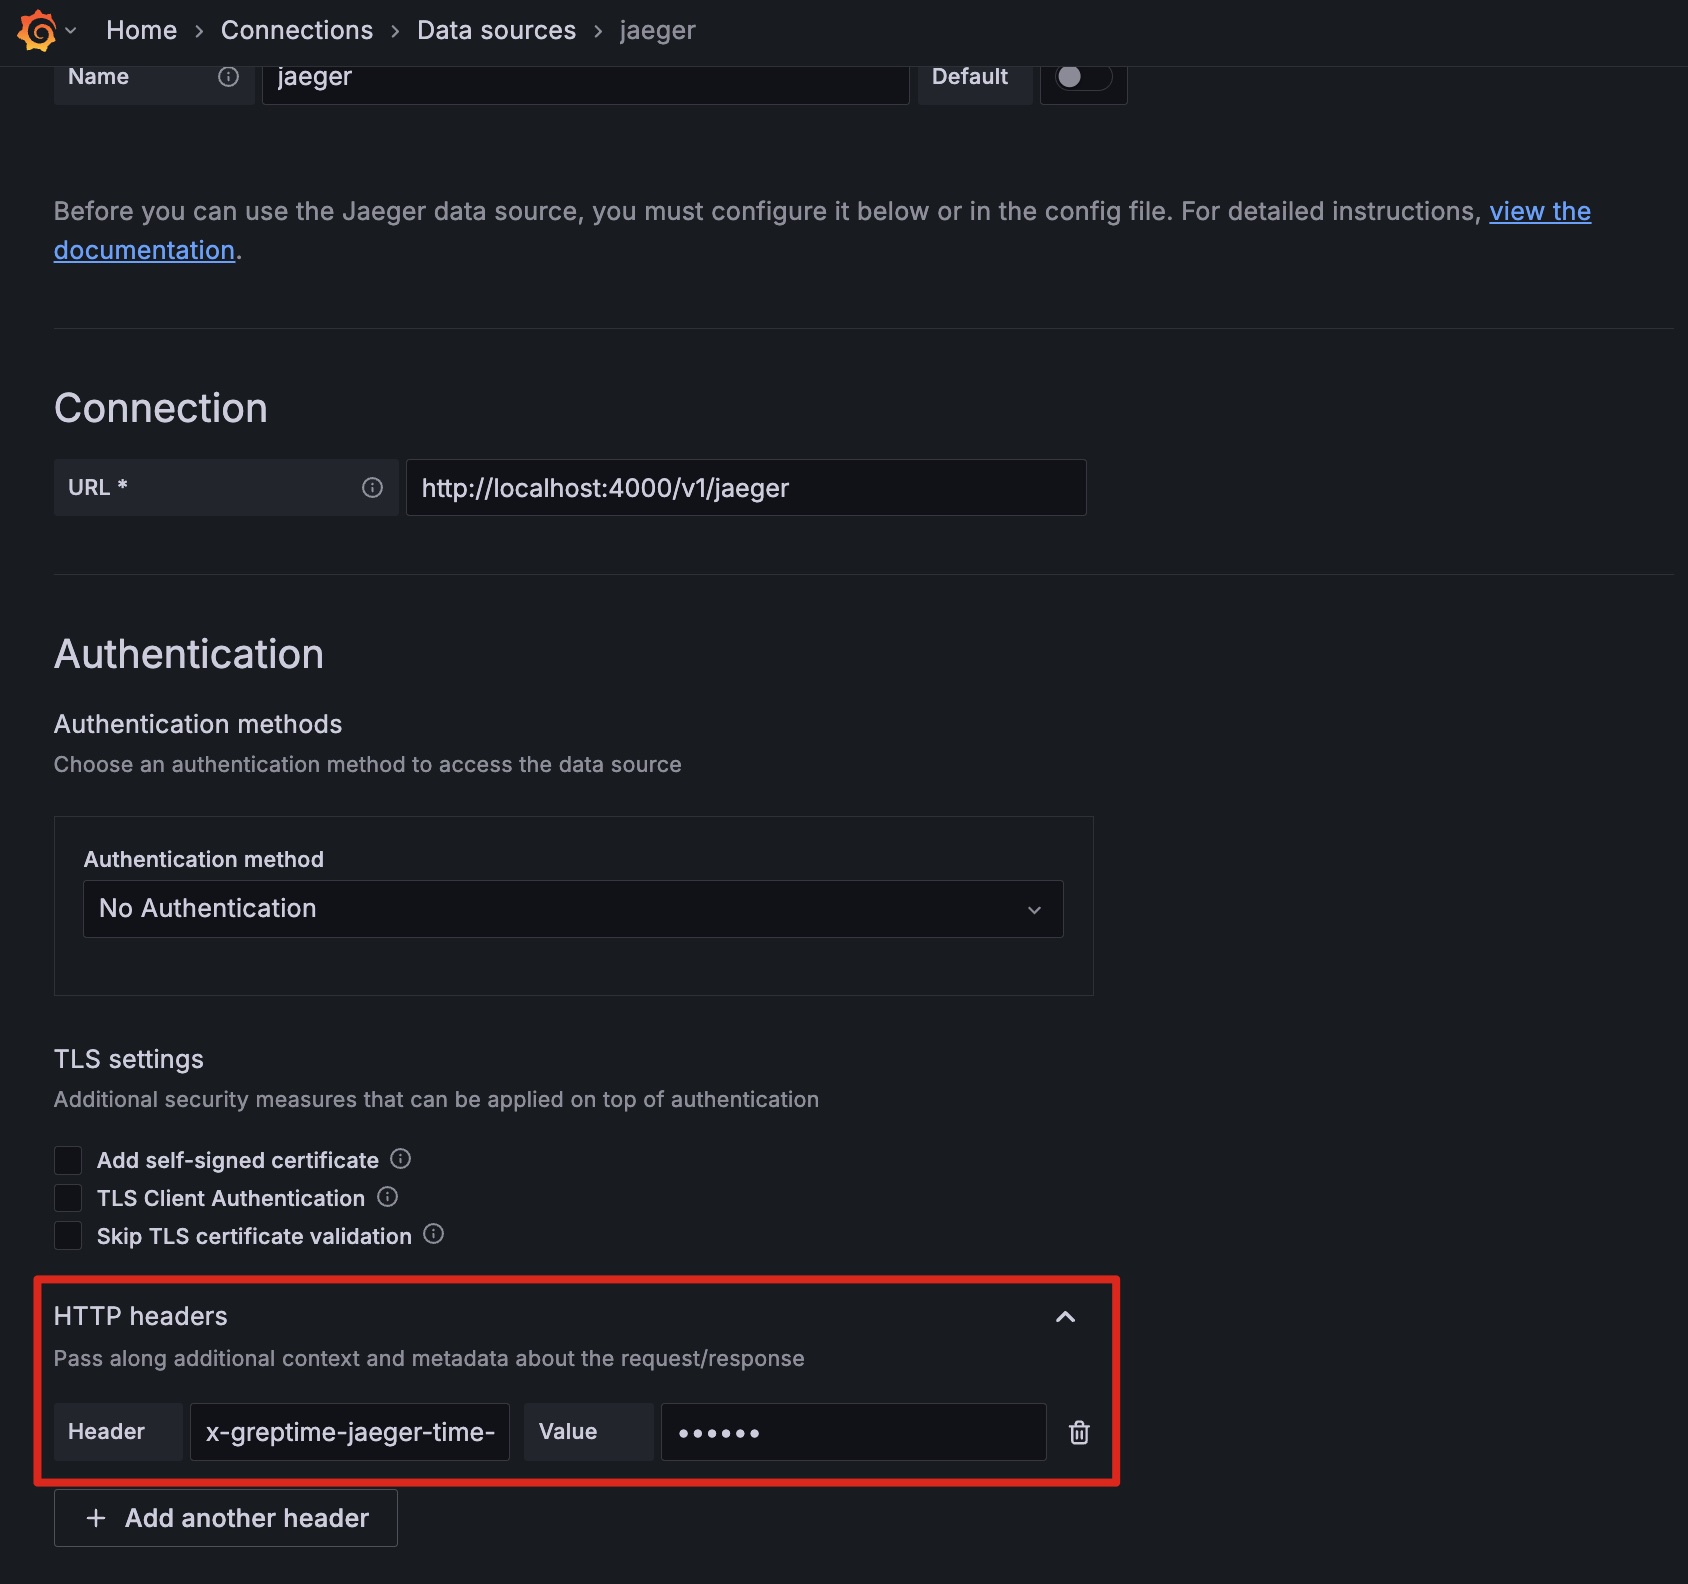 Home › Connections › Data sources › jaeger
Name jaeger Default
Before you can use the Jaeger data source, you must configure it below or in the config file. For detailed instructions, view the
documentation.
Connection
URL * http://localhost:4000/v1/jaeger
Authentication
Authentication methods
Choose an authentication method to access the data source
Authentication method
No Authentication
TLS settings
Additional security measures that can be applied on top of authentication
Add self-signed certificate
TLS Client Authentication
Skip TLS certificate validation
HTTP headers
Pass along additional context and metadata about the request/response
Header x-greptime-jaeger-time- Value ••••••
+ Add another header